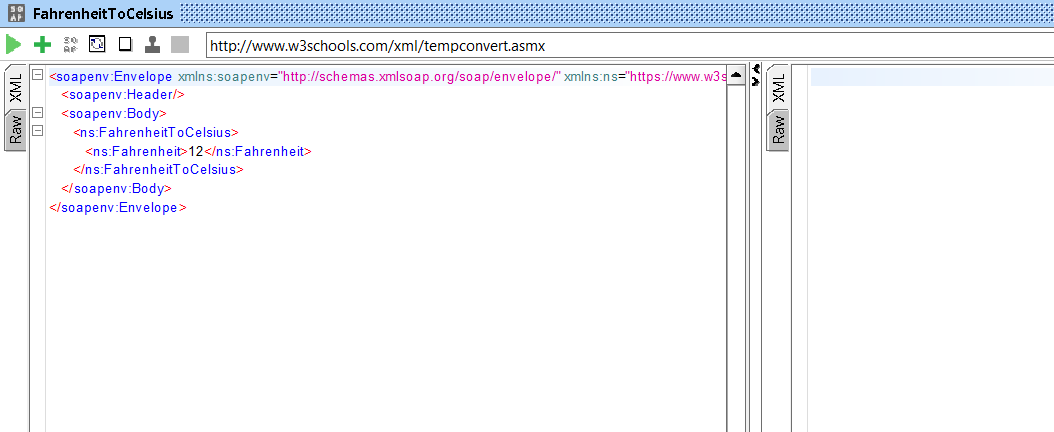 FahrenheitToCelsius
SO
AP
http://www.w3schools.com/xml/tempconvert.asmx
XML
Raw
<soapenv:Envelope xmlns:soapenv="http://schemas.xmlsoap.org/soap/envelope/" xmlns:ns="https://www.w3s
<soapenv:Header/>
<soapenv:Body>
<ns:FahrenheitToCelsius>
<ns:Fahrenheit>12</ns:Fahrenheit>
</ns:FahrenheitToCelsius>
</soapenv:Body>
</soapenv:Envelope>
XML
Raw